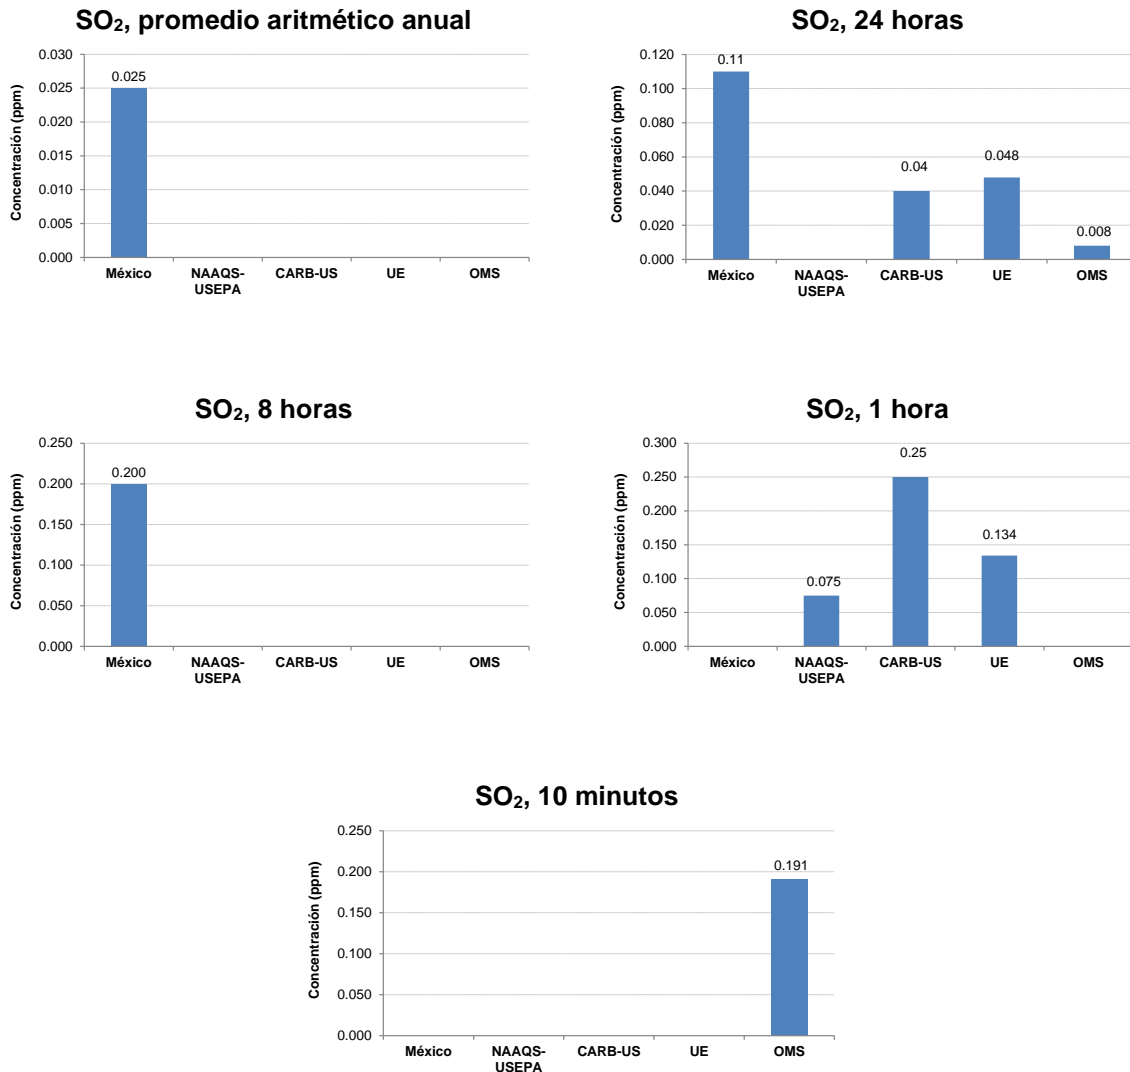 SO₂, promedio aritmético anual
Concentración (ppm)
0.030
0.025
0.020
0.015
0.010
0.005
0.000
0.025
México
NAAQS-
USEPA
CARB-US
UE
OMS
SO₂, 24 horas
Concentración (ppm)
0.120
0.100
0.080
0.060
0.040
0.020
0.000
0.11
0.04
0.048
0.008
México
NAAQS-
USEPA
CARB-US
UE
OMS
SO₂, 8 horas
Concentración (ppm)
0.250
0.200
0.150
0.100
0.050
0.000
0.200
México
NAAQS-
USEPA
CARB-US
UE
OMS
SO₂, 1 hora
Concentración (ppm)
0.300
0.250
0.200
0.150
0.100
0.050
0.000
0.075
0.25
0.134
México
NAAQS-
USEPA
CARB-US
UE
OMS
SO₂, 10 minutos
Concentración (ppm)
0.250
0.200
0.150
0.100
0.050
0.000
0.191
México
NAAQS-
USEPA
CARB-US
UE
OMS